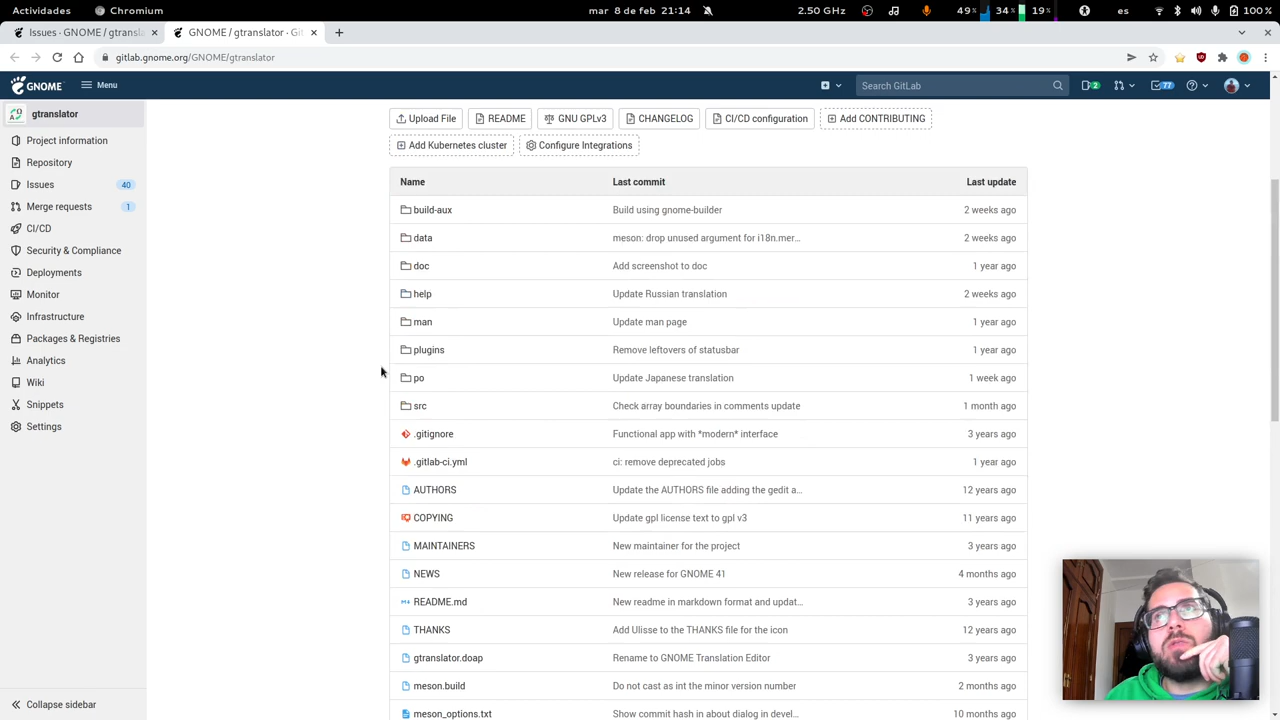 Actividades Chromium mar 8 de feb 21:14 2.50 GHz 49% 34% 19% es 100 %
Issues · GNOME / gtransla
GNOME / gtranslator · Git
gitlab.gnome.org/GNOME/gtranslator
GNOME Menu Search GitLab 2 77
gtranslator
Project information
Repository
Issues 40
Merge requests 1
CI/CD
Security & Compliance
Deployments
Monitor
Infrastructure
Packages & Registries
Analytics
Wiki
Snippets
Settings
Collapse sidebar
Upload File README GNU GPLv3 CHANGELOG CI/CD configuration Add CONTRIBUTING
Add Kubernetes cluster Configure Integrations
Name Last commit Last update
build-aux Build using gnome-builder 2 weeks ago
data meson: drop unused argument for i18n.mer… 2 weeks ago
doc Add screenshot to doc 1 year ago
help Update Russian translation 2 weeks ago
man Update man page 1 year ago
plugins Remove leftovers of statusbar 1 year ago
po Update Japanese translation 1 week ago
src Check array boundaries in comments update 1 month ago
.gitignore Functional app with *modern* interface 3 years ago
.gitlab-ci.yml ci: remove deprecated jobs 1 year ago
AUTHORS Update the AUTHORS file adding the gedit a… 12 years ago
COPYING Update gpl license text to gpl v3 11 years ago
MAINTAINERS New maintainer for the project 3 years ago
NEWS New release for GNOME 41 4 months ago
README.md New readme in markdown format and updat… 3 years ago
THANKS Add Ulisse to the THANKS file for the icon 12 years ago
gtranslator.doap Rename to GNOME Translation Editor 3 years ago
meson.build Do not cast as int the minor version number 2 months ago
meson_options.txt Show commit hash in about dialog in devel… 10 months ago